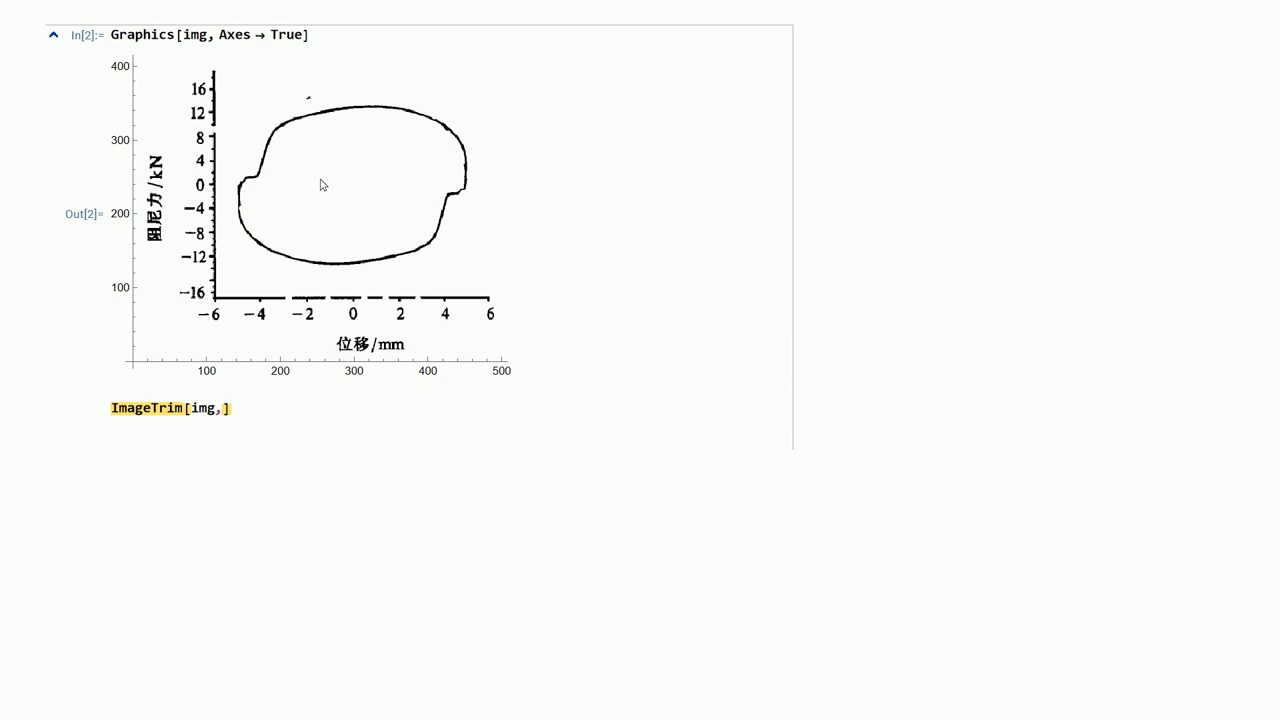 In[2]:= Graphics[img, Axes → True]
400
300
Out[2]= 200
100
16
12
8
4
0
−4
−8
−12
−16
阻尼力/kN
−6 −4 −2 0 2 4 6
位移/mm
100 200 300 400 500
ImageTrim[img,]